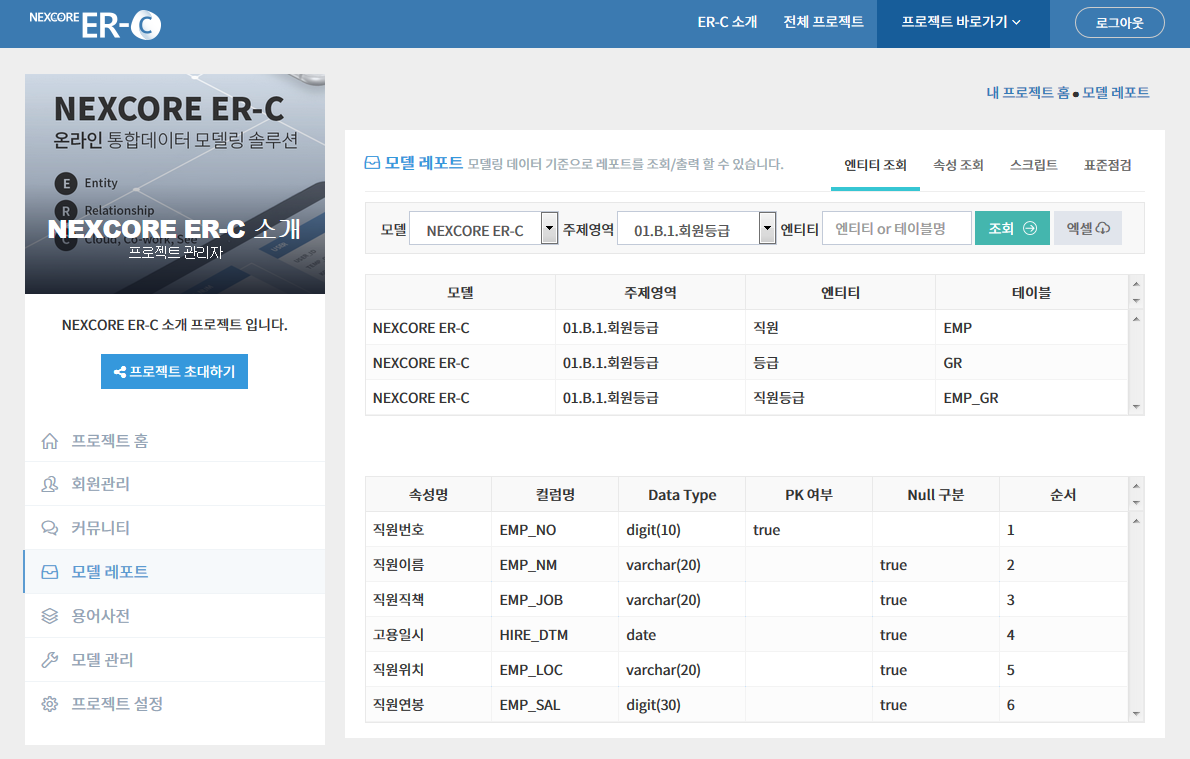 NEXCORE ER-C
ER-C 소개 전체 프로젝트 프로젝트 바로가기 로그아웃
NEXCORE ER-C
온라인 통합데이터 모델링 솔루션
E Entity
R Relationship
C Cloud, Co-work, See
NEXCORE ER-C 소개
프로젝트 관리자
NEXCORE ER-C 소개 프로젝트 입니다.
프로젝트 초대하기
프로젝트 홈
회원관리
커뮤니티
모델 레포트
용어사전
모델 관리
프로젝트 설정
내 프로젝트 홈 ● 모델 레포트
모델 레포트 모델링 데이터 기준으로 레포트를 조회/출력 할 수 있습니다.
엔티티 조회 속성 조회 스크립트 표준점검
모델 NEXCORE ER-C 주제영역 01.B.1.회원등급 엔티티 엔티티 or 테이블명 조회 엑셀
모델 주제영역 엔티티 테이블
NEXCORE ER-C 01.B.1.회원등급 직원 EMP
NEXCORE ER-C 01.B.1.회원등급 등급 GR
NEXCORE ER-C 01.B.1.회원등급 직원등급 EMP_GR
속성명 컬럼명 Data Type PK 여부 Null 구분 순서
직원번호 EMP_NO digit(10) true 1
직원이름 EMP_NM varchar(20) true 2
직원직책 EMP_JOB varchar(20) true 3
고용일시 HIRE_DTM date true 4
직원위치 EMP_LOC varchar(20) true 5
직원연봉 EMP_SAL digit(30) true 6